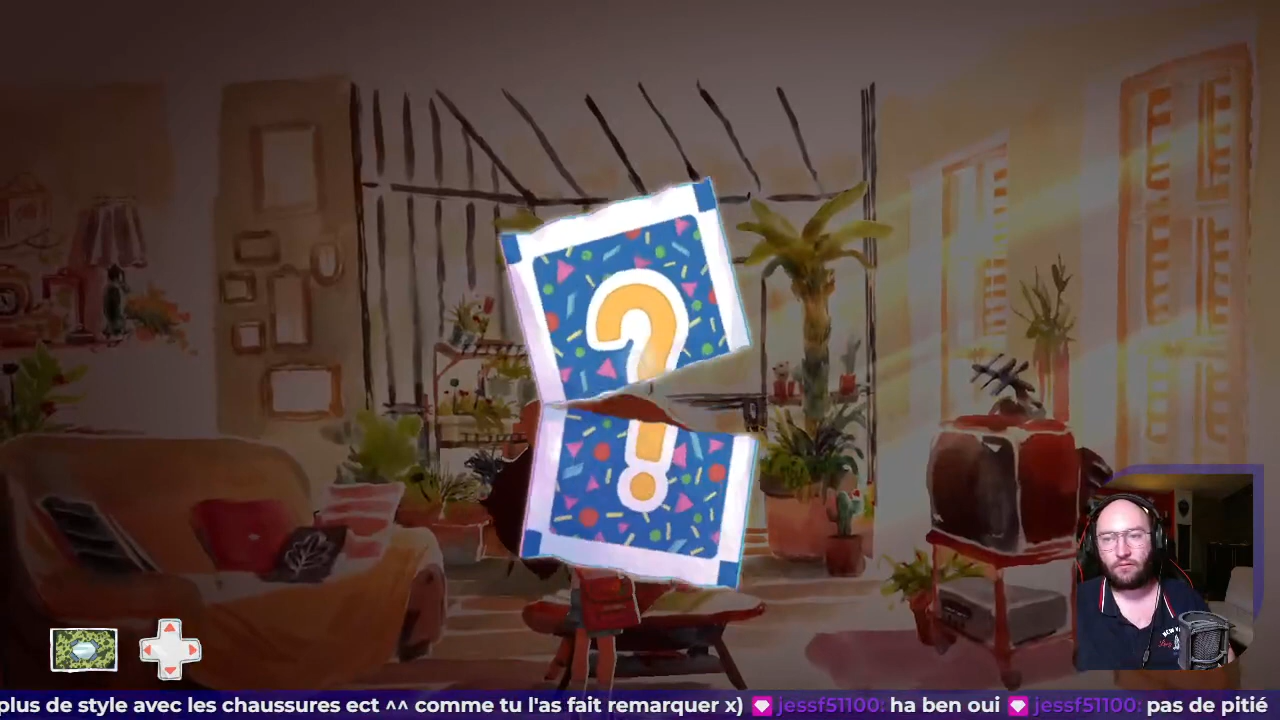 ?
plus de style avec les chaussures ect ^^ comme tu l'as fait remarquer x) jessf51100: ha ben oui jessf51100: pas de pitié